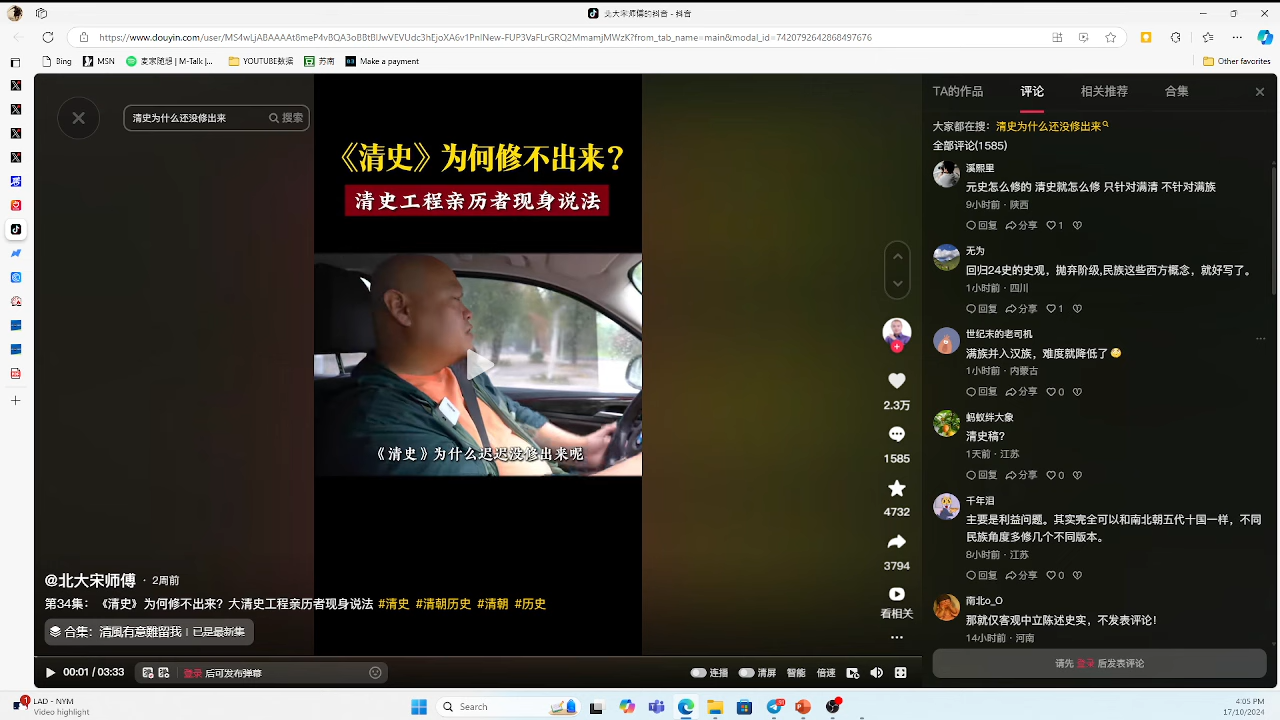 北大宋师傅的抖音 - 抖音
https://www.douyin.com/user/MS4wLjABAAAAt8meP4vBQA3oBBtBIJwVEVUdc3hEjoXA6v1PnINew-FUP3VaFLrGRQ2MmamjMWzK?from_tab_name=main&modal_id=7420792642868497676
Bing
MSN
麦家随想 | M-Talk |...
YOUTUBE数据
苏南
Make a payment
Other favorites
清史为什么还没修出来
搜索
《清史》为何修不出来？
清史工程亲历者现身说法
《清史》为什么迟迟没修出来呢
2.3万
1585
4732
3794
看相关
@北大宋师傅 · 2周前
第34集：《清史》为何修不出来？大清史工程亲历者现身说法 #清史 #清朝历史 #清朝 #历史
合集：清風有意難留我 | 已是最新集
00:01 / 03:33
登录 后可发布弹幕
连播
清屏
智能
倍速
TA的作品
评论
相关推荐
合集
大家都在搜：清史为什么还没修出来
全部评论(1585)
溪熙里
元史怎么修的 清史就怎么修 只针对满清 不针对满族
9小时前 · 陕西
回复 分享 1
无为
回归24史的史观，抛弃阶级,民族这些西方概念，就好写了。
1小时前 · 四川
回复 分享 1
世纪末的老司机
满族并入汉族，难度就降低了
1小时前 · 内蒙古
回复 分享 0
蚂蚁绊大象
清史稿？
1天前 · 江苏
回复 分享 0
千年泪
主要是利益问题。其实完全可以和南北朝五代十国一样，不同
民族角度多修几个不同版本。
8小时前 · 江苏
回复 分享 0
南北o_O
那就仅客观中立陈述史实，不发表评论！
14小时前 · 河南
请先 登录 后发表评论
1
LAD - NYM
Video highlight
Search
4:05 PM
17/10/2024